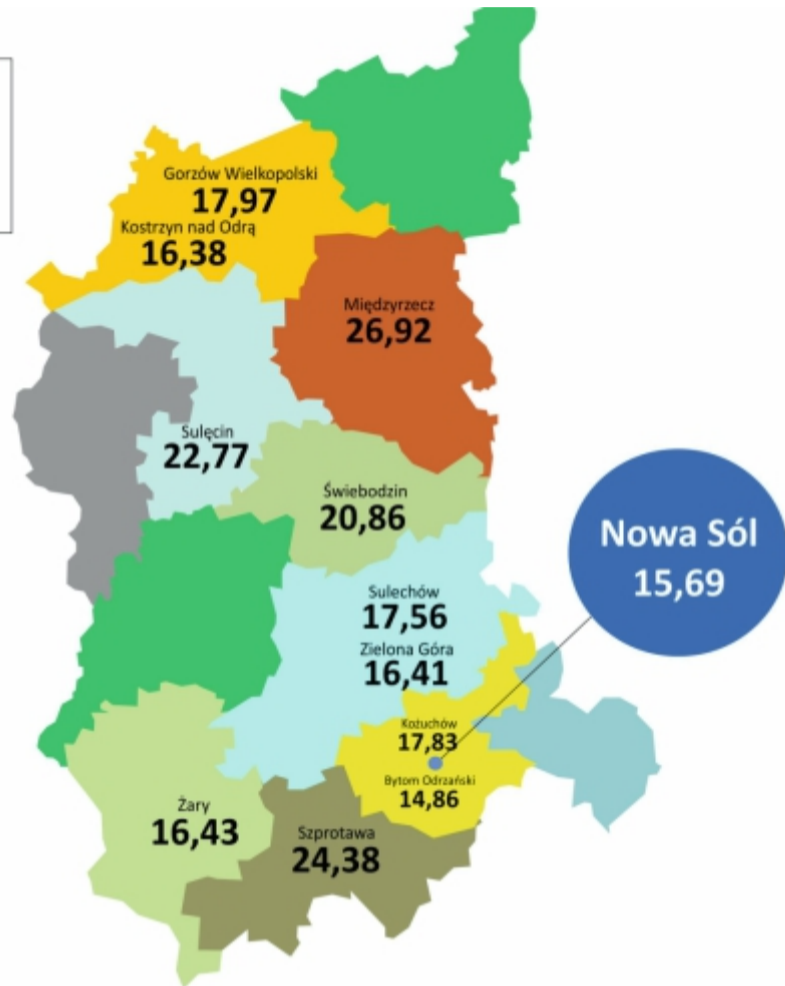 Gorzów Wielkopolski
17,97
Kostrzyn nad Odrą
16,38
Międzyrzecz
26,92
Sulęcin
22,77
Świebodzin
20,86
Nowa Sól
15,69
Sulechów
17,56
Zielona Góra
16,41
Kożuchów
17,83
Bytom Odrzański
14,86
Żary
16,43
Szprotawa
24,38